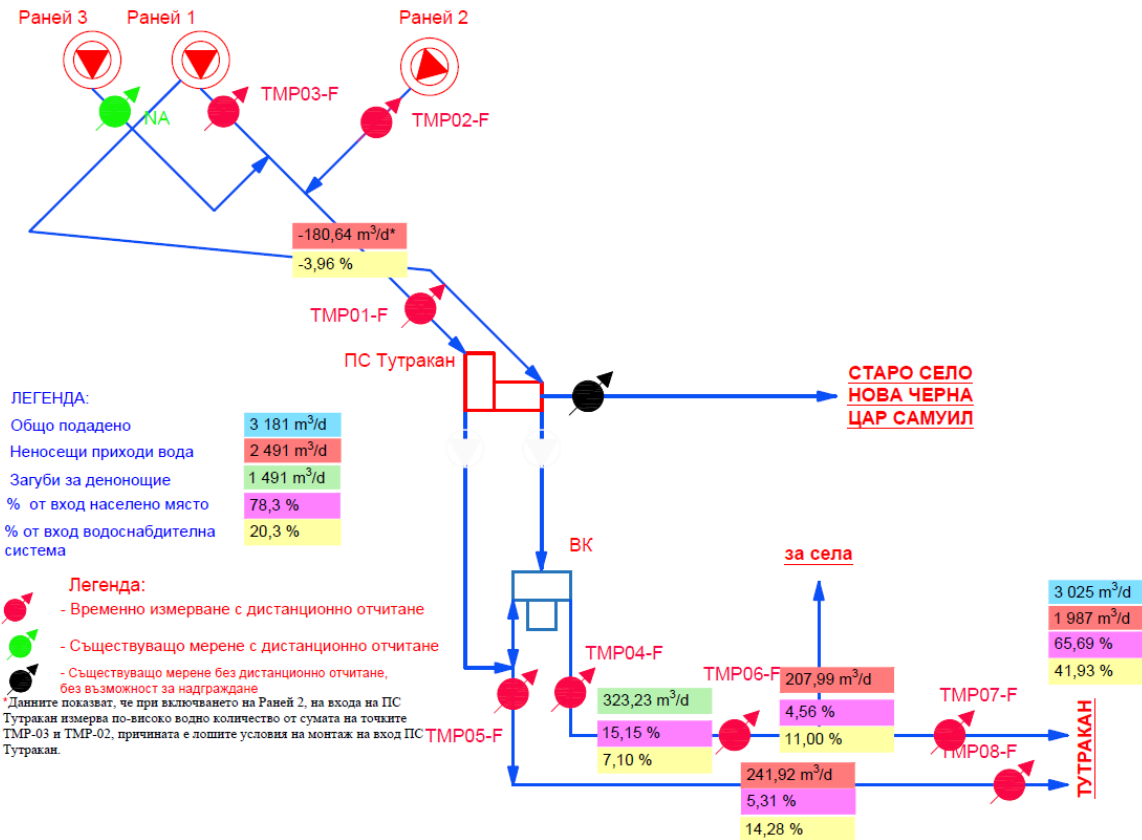 Раней 3
Раней 1
Раней 2
TMP03-F
NA
TMP02-F
-180,64 m³/d*
-3,96 %
TMP01-F
ПС Тутракан
СТАРО СЕЛО
НОВА ЧЕРНА
ЦАР САМУИЛ
ЛЕГЕНДА:
Общо подадено
3 181 m³/d
Неносещи приходи вода
2 491 m³/d
Загуби за денонощие
1 491 m³/d
% от вход населено място
78,3 %
% от вход водоснабдителна
система
20,3 %
ВК
за села
Легенда:
- Временно измерване с дистанционно отчитане
- Съществуващо мерене с дистанционно отчитане
- Съществуващо мерене без дистанционно отчитане,
без възможност за надграждане
*Данните показват, че при включването на Раней 2, на входа на ПС
Тутракан измерва по-високо водно количество от сумата на точките
ТМР-03 и ТМР-02, причината е лошите условия на монтаж на вход ПС
Тутракан.
3 025 m³/d
1 987 m³/d
65,69 %
41,93 %
TMP04-F
TMP06-F
207,99 m³/d
4,56 %
11,00 %
323,23 m³/d
15,15 %
7,10 %
TMP07-F
TMP05-F
TMP08-F
241,92 m³/d
5,31 %
14,28 %
ТУТРАКАН